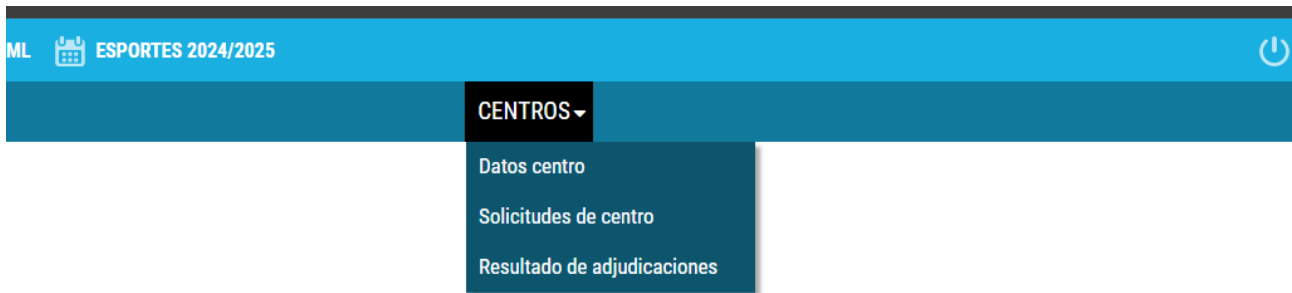 ML ESPORTES 2024/2025
CENTROS
Datos centro
Solicitudes de centro
Resultado de adjudicaciones